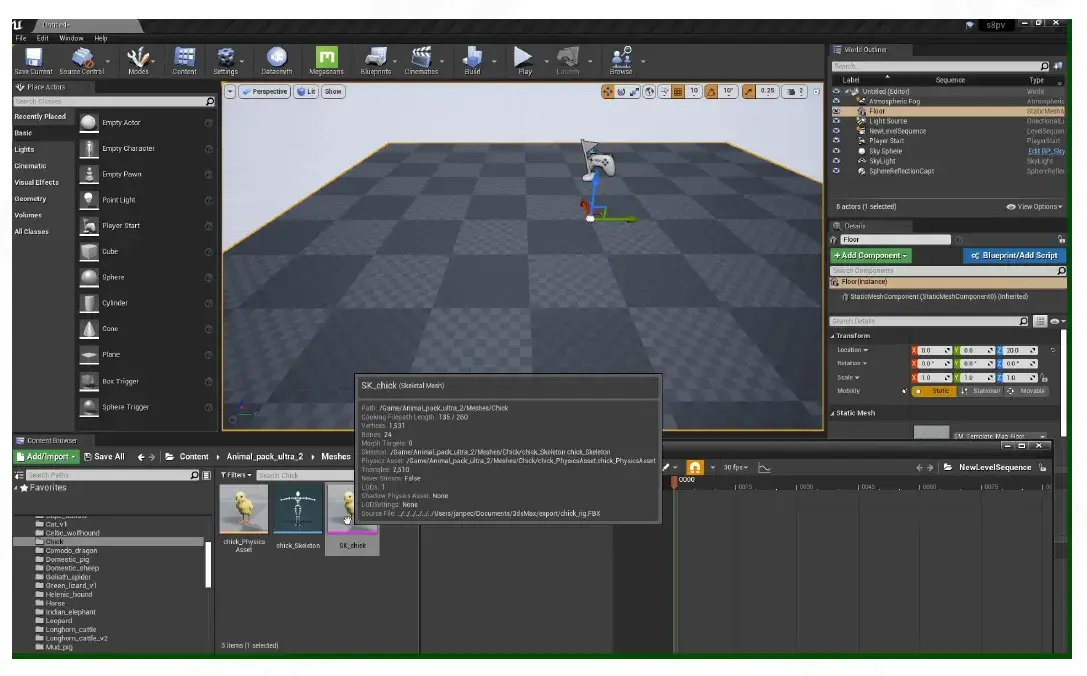 Untitled*
s8pv
File Edit Window Help
Save Current Source Control Modes Content Settings Datasmith Megascans Blueprints Cinematics Build Play Launch Browse
Place Actors
Search Classes
Recently Placed
Basic
Lights
Cinematic
Visual Effects
Geometry
Volumes
All Classes
Empty Actor
Empty Character
Empty Pawn
Point Light
Player Start
Cube
Sphere
Cylinder
Cone
Plane
Box Trigger
Sphere Trigger
Perspective Lit Show
10 10° 0.25 2
World Outliner
Search...
Label Sequence Type
Untitled (Editor) World
Atmospheric Fog Atmospheric
Floor StaticMeshA
Light Source DirectionalLi
NewLevelSequence LevelSequen
Player Start PlayerStart
Sky Sphere Edit BP_Sky
SkyLight SkyLight
SphereReflectionCapt SphereReflec
8 actors (1 selected) View Options
Details
Floor
+Add Component Blueprint/Add Script
Search Components
Floor(Instance)
StaticMeshComponent (StaticMeshComponent0) (Inherited)
Search Details
Transform
Location X 0.0 Y 0.0 Z 20.0
Rotation X 0.0° Y 0.0° Z 0.0°
Scale X 1.0 Y 1.0 Z 1.0
Mobility Static Stationary Movable
Static Mesh
SM_Template_Map_Floor
SK_chick (Skeletal Mesh)
Path: /Game/Animal_pack_ultra_2/Meshes/Chick
Cooking Filepath Length: 135 / 260
Vertices: 1,531
Bones: 24
Morph Targets: 0
Skeleton: /Game/Animal_pack_ultra_2/Meshes/Chick/chick_Skeleton.chick_Skeleton
Physics Asset: /Game/Animal_pack_ultra_2/Meshes/Chick/chick_PhysicsAsset.chick_PhysicsAsset
Triangles: 2,510
Never Stream: False
LODs: 1
Shadow Physics Asset: None
LODSettings: None
Source File: ../../../../../../Users/janpec/Documents/3dsMax/export/chick_rig.FBX
Content Browser
Add/Import Save All Content Animal_pack_ultra_2 Meshes
Search Paths
Filters Search Chick
Favorites
Cat_v1
Celtic_wolfhound
Chick
Comodo_dragon
Domestic_pig
Domestic_sheep
Goliath_spider
Green_lizard_v1
Helenic_hound
Horse
Indian_elephant
Leopard
Longhorn_cattle
Longhorn_cattle_v2
Mud_pig
chick_Physics
Asset
chick_Skeleton
SK_chick
3 items (1 selected)
30 fps
NewLevelSequence
0000
0015 0030 0045 0060 0075